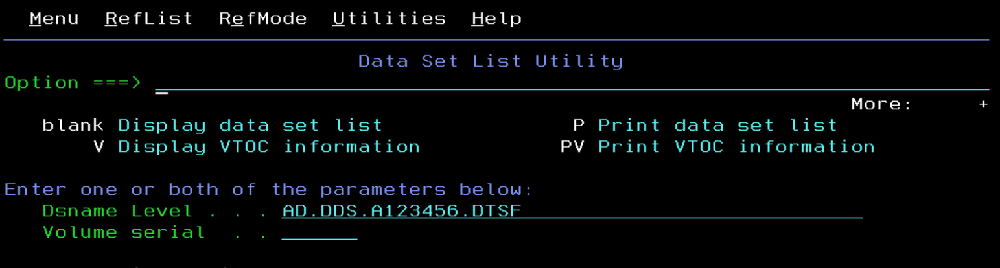 Menu RefList RefMode Utilities Help
Data Set List Utility
Option ===>
More: +
blank Display data set list P Print data set list
V Display VTOC information PV Print VTOC information
Enter one or both of the parameters below:
Dsname Level . . . AD.DDS.A123456.DTSF
Volume serial . .